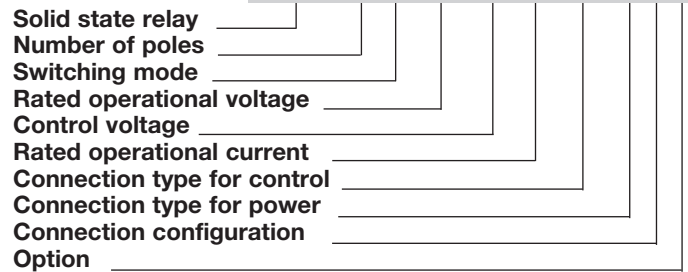 Solid state relay
Number of poles
Switching mode
Rated operational voltage
Control voltage
Rated operational current
Connection type for control
Connection type for power
Connection configuration
Option